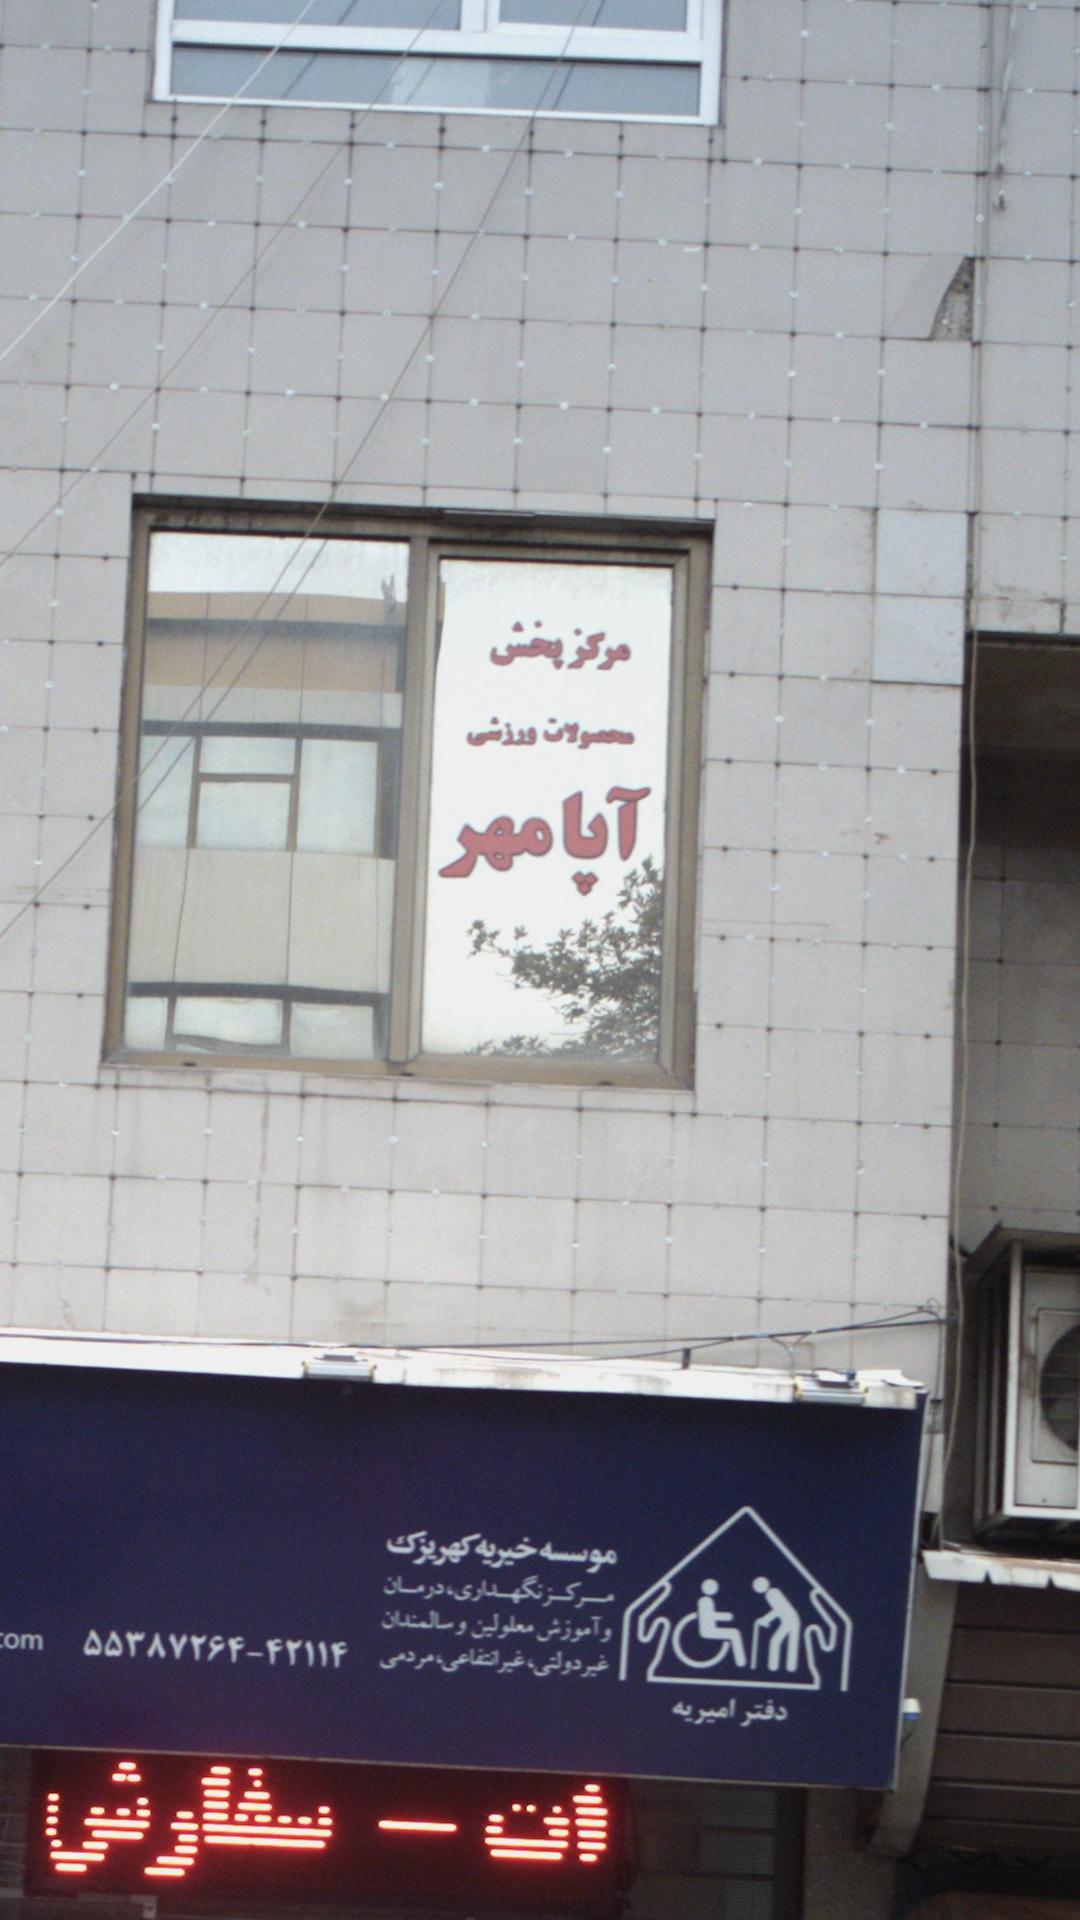 مرکز پخش
محصولات ورزشی
آپا مهر
موسسه خیریه کهریزک
مرکز نگهداری، درمان
و آموزش معلولین و سالمندان
غیردولتی، غیرانتفاعی، مردمی
دفتر امیریه
۵۵۳۸۷۲۶۴-۴۲۱۱۴
com
ات - سفارش